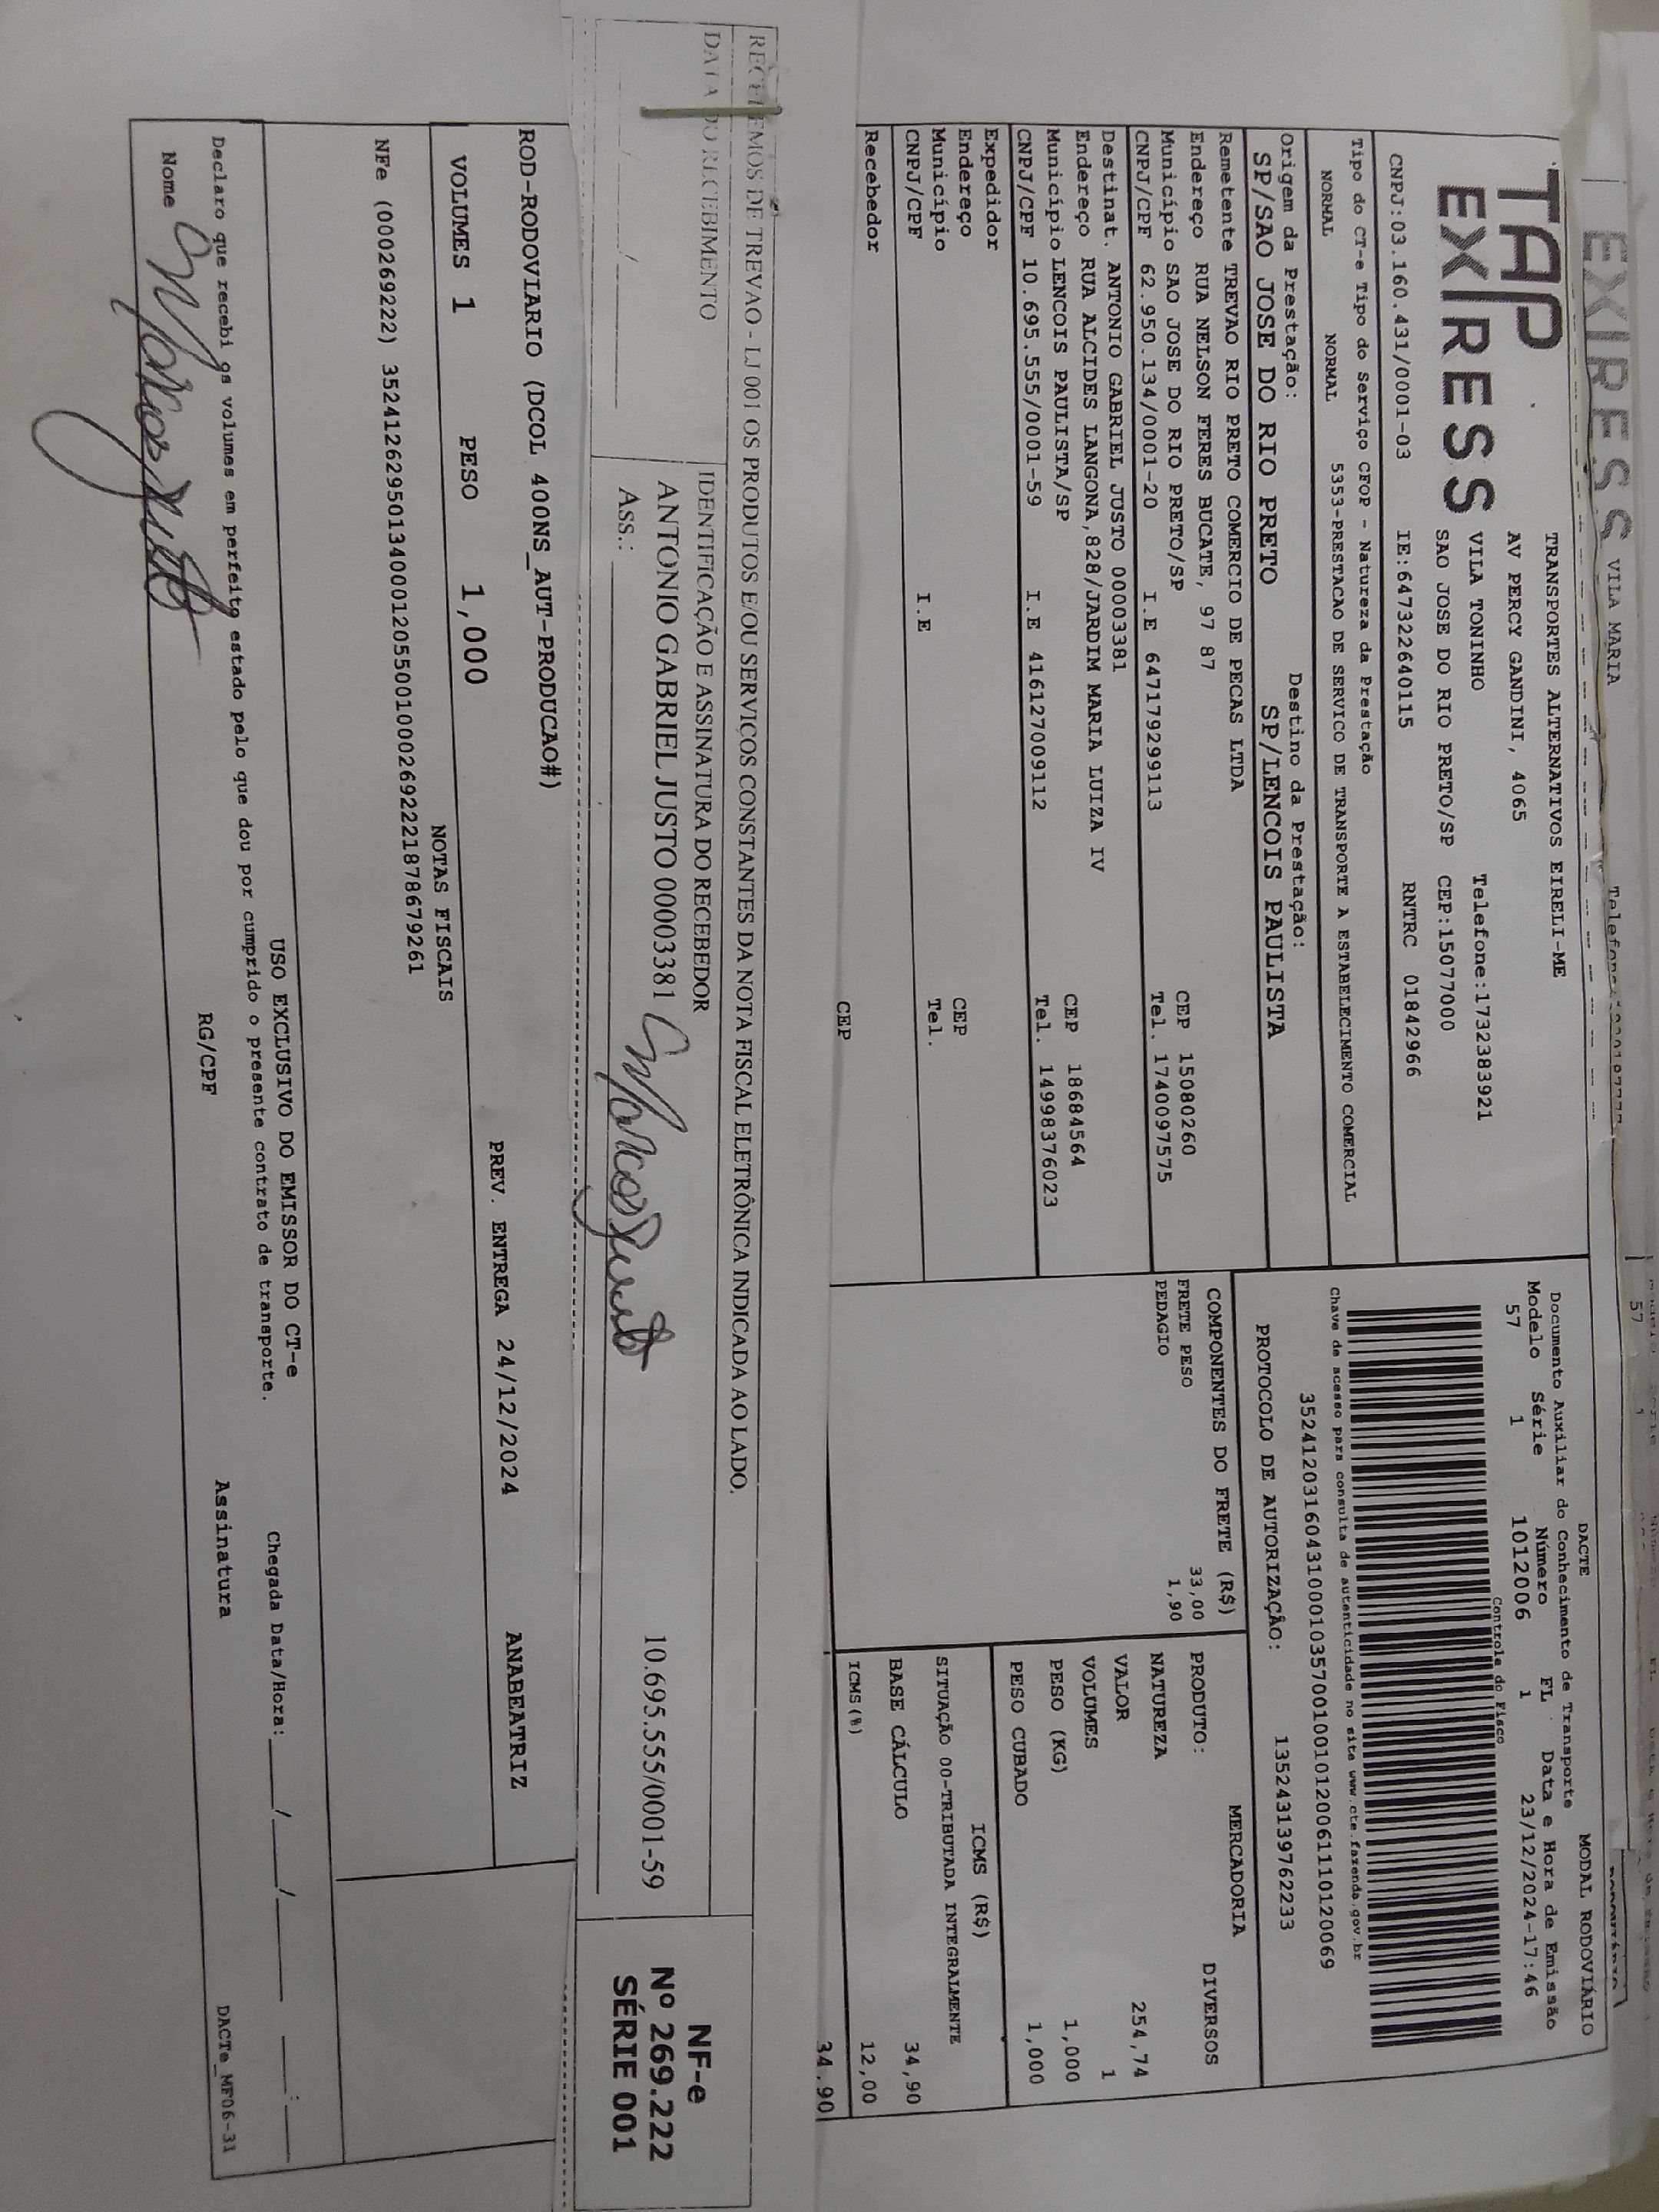 EXPRESS VILA MARIA
TAP
EXPRESS
TRANSPORTES ALTERNATIVOS EIRELI-ME
AV PERCY GANDINI, 4065
VILA TONINHO Telefone:1732383921
SAO JOSE DO RIO PRETO/SP CEP:15077000
CNPJ:03.160.431/0001-03 IE:647322640115 RNTRC 01842966
Tipo do CT-e Tipo do Serviço CFOP - Natureza da Prestação
NORMAL NORMAL 5353-PRESTACAO DE SERVICO DE TRANSPORTE A ESTABELECIMENTO COMERCIAL
Origem da Prestação: Destino da Prestação:
SP/SAO JOSE DO RIO PRETO SP/LENCOIS PAULISTA
Remetente TREVAO RIO PRETO COMERCIO DE PECAS LTDA
Endereço RUA NELSON FERES BUCATE, 97 87 CEP 15080260
Município SAO JOSE DO RIO PRETO/SP Tel. 1740097575
CNPJ/CPF 62.950.134/0001-20 I.E 647179299113
Destinat. ANTONIO GABRIEL JUSTO 00003381
Endereço RUA ALCIDES LANGONA,828/JARDIM MARIA LUIZA IV
Município LENCOIS PAULISTA/SP CEP 18684564
CNPJ/CPF 10.695.555/0001-59 I.E 416127009112 Tel. 14998376023
Expedidor
Endereço CEP
Município Tel.
CNPJ/CPF I.E
Recebedor
CEP
DACTE MODAL RODOVIÁRIO
Documento Auxiliar do Conhecimento de Transporte
Modelo Série Número FL Data e Hora de Emissão
57 1 1012006 1 23/12/2024-17:46
Controle do Fisco
Chave de acesso para consulta de autenticidade no site www.cte.fazenda.gov.br
35241203160431000103570010010120061110120069
PROTOCOLO DE AUTORIZAÇÃO: 135243139762233
COMPONENTES DO FRETE (R$)
FRETE PESO 33,00
PEDAGIO 1,90
MERCADORIA
PRODUTO: DIVERSOS
NATUREZA
VALOR 254,74
VOLUMES 1
PESO (KG) 1,000
PESO CUBADO 1,000
ICMS (R$)
SITUAÇÃO 00-TRIBUTADA INTEGRALMENTE
BASE CÁLCULO 34,90
ICMS(%) 12,00
34,90
RECEBEMOS DE TREVAO - LJ 001 OS PRODUTOS E/OU SERVIÇOS CONSTANTES DA NOTA FISCAL ELETRÔNICA INDICADA AO LADO.
DATA DO RECEBIMENTO IDENTIFICAÇÃO E ASSINATURA DO RECEBEDOR
ANTONIO GABRIEL JUSTO 00003381 10.695.555/0001-59
Ass.: Marcos Justo
NF-e
Nº 269.222
SÉRIE 001
ROD-RODOVIARIO (DCOL 400NS_AUT-PRODUCAO#)
VOLUMES 1 PESO 1,000 PREV. ENTREGA 24/12/2024 ANABEATRIZ
NOTAS FISCAIS
NFe (000269222) 35241262950134000120550010002692221878679261
USO EXCLUSIVO DO EMISSOR DO CT-e
Declaro que recebi os volumes em perfeito estado pelo que dou por cumprido o presente contrato de transporte. Chegada Data/Hora:
Nome Marcos Justo RG/CPF Assinatura
DACTe_MF06-31